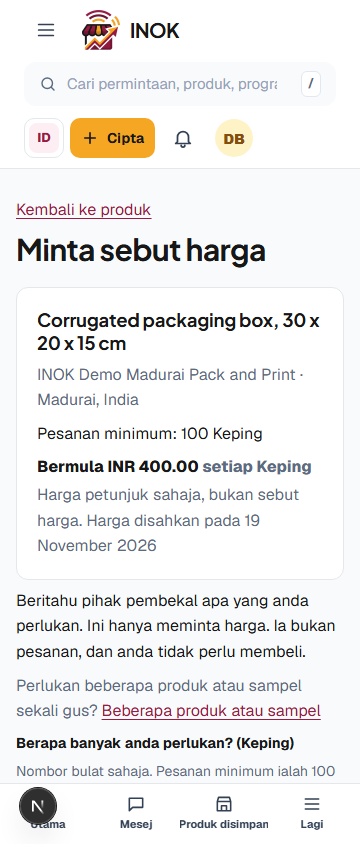 INOK
Cari permintaan, produk, progra
/
ID
+ Cipta
DB
Kembali ke produk
Minta sebut harga
Corrugated packaging box, 30 x
20 x 15 cm
INOK Demo Madurai Pack and Print ·
Madurai, India
Pesanan minimum: 100 Keping
Bermula INR 400.00 setiap Keping
Harga petunjuk sahaja, bukan sebut
harga. Harga disahkan pada 19
November 2026
Beritahu pihak pembekal apa yang anda
perlukan. Ini hanya meminta harga. Ia bukan
pesanan, dan anda tidak perlu membeli.
Perlukan beberapa produk atau sampel
sekali gus? Beberapa produk atau sampel
Berapa banyak anda perlukan? (Keping)
Nombor bulat sahaja. Pesanan minimum ialah 100
N
Utama
Mesej
Produk disimpan
Lagi